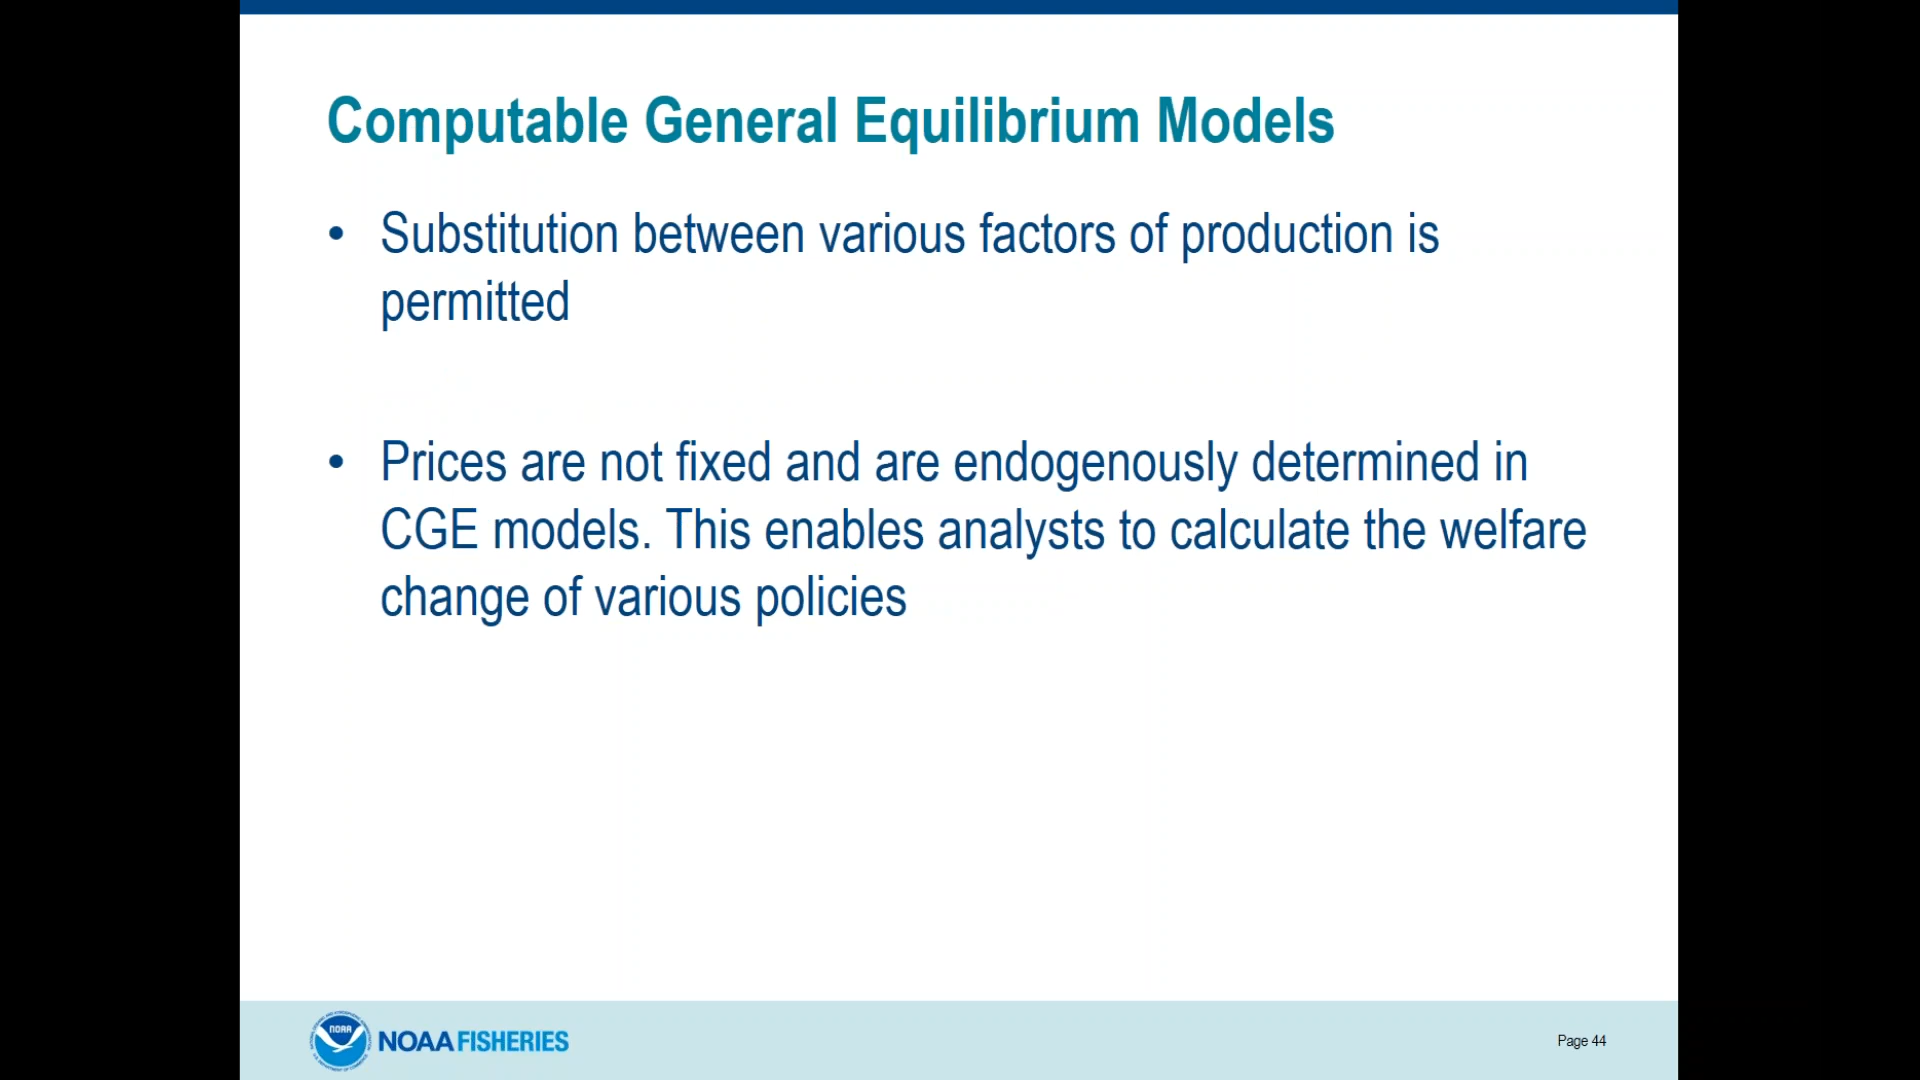 Computable General Equilibrium Models
• Substitution between various factors of production is
permitted
• Prices are not fixed and are endogenously determined in
CGE models. This enables analysts to calculate the welfare
change of various policies
NOAA
NOAA FISHERIES
Page 44